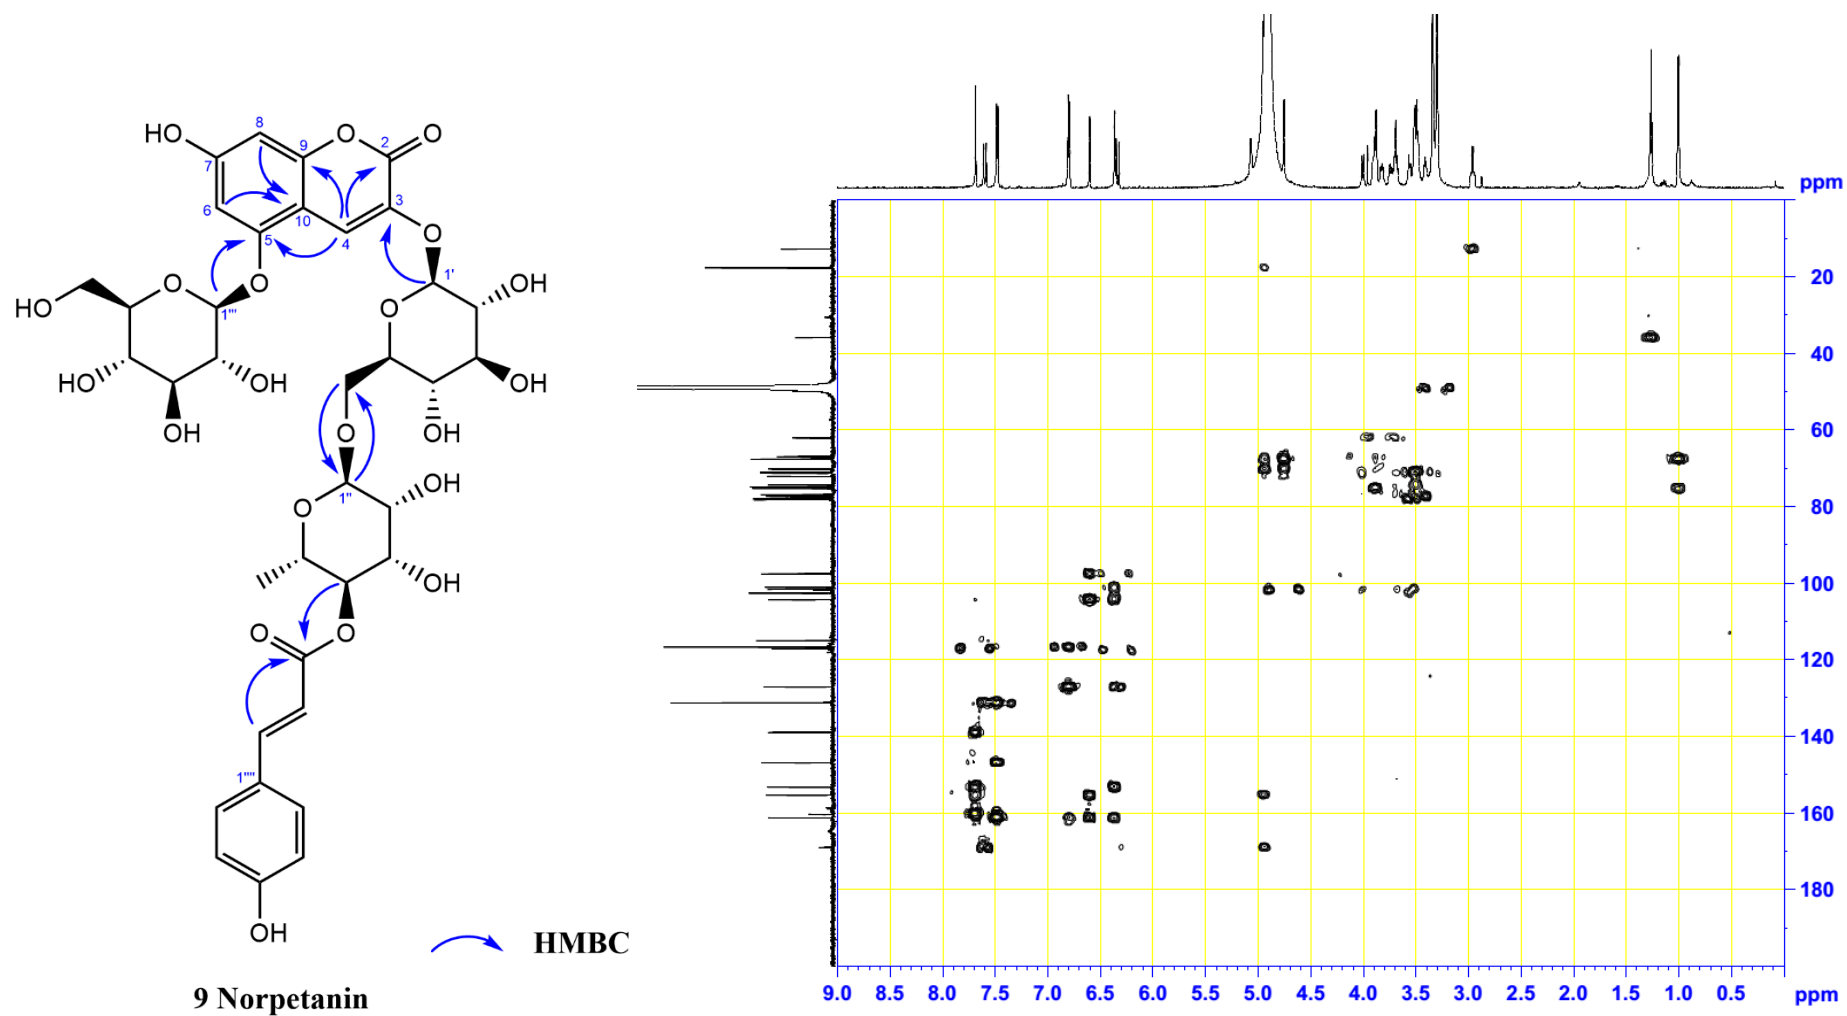 8
HO
O
O
7
9
2
6
10
3
5
4
O
O
O
HO
1'''
1'
OH
O
HO
OH
OH
OH
OH
O
1''
OH
O
OH
O
O
1''''
OH
HMBC
9 Norpetanin
ppm
20
40
60
80
100
120
140
160
180
9.0 8.5 8.0 7.5 7.0 6.5 6.0 5.5 5.0 4.5 4.0 3.5 3.0 2.5 2.0 1.5 1.0 0.5 ppm